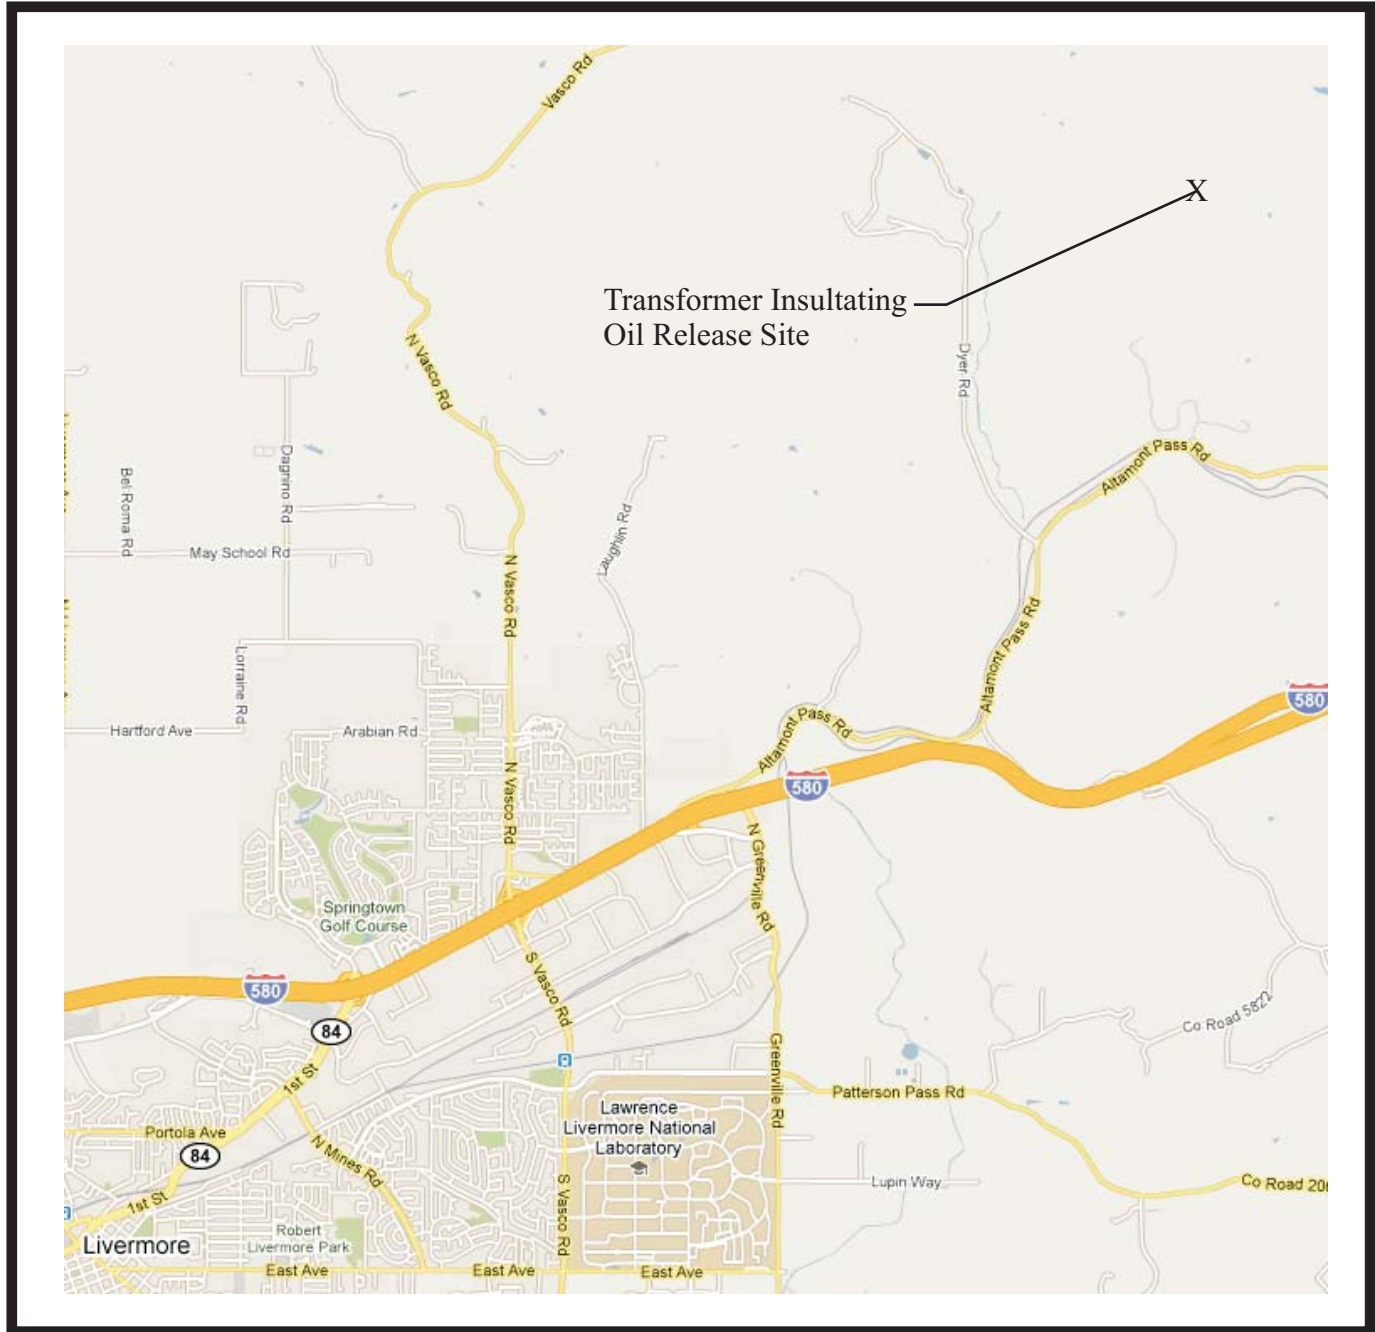 Vasco Rd
X
Transformer Insultating
Oil Release Site
N Vasco Rd
Dyer Rd
Altamont Pass Rd
Dagnino Rd
Bel Roma Rd
Laughlin Rd
May School Rd
N Vasco Rd
Altamont Pass Rd
Lorraine Rd
580
Hartford Ave
Arabian Rd
Altamont Pass Rd
N Vasco Rd
580
N Greenville Rd
Springtown
Golf Course
S Vasco Rd
580
84
Co Road 5822
1st St
Greenville Rd
Patterson Pass Rd
Lawrence
Livermore National
Laboratory
Portola Ave
84
N Mines Rd
1st St
S Vasco Rd
Lupin Way
Co Road 20
Robert
Livermore Park
Livermore
East Ave
East Ave
East Ave